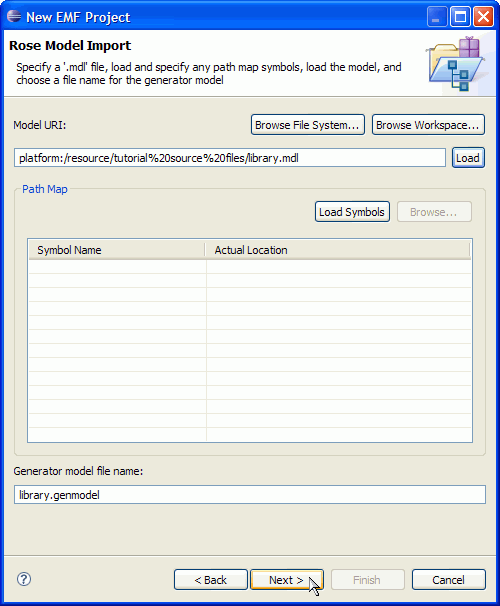 New EMF Project
Rose Model Import
Specify a '.mdl' file, load and specify any path map symbols, load the model, and
choose a file name for the generator model
Model URI:
Browse File System...
Browse Workspace...
platform:/resource/tutorial%20source%20files/library.mdl
Load
Path Map
Load Symbols
Browse...
Symbol Name
Actual Location
Generator model file name:
library.genmodel
?
< Back
Next >
Finish
Cancel